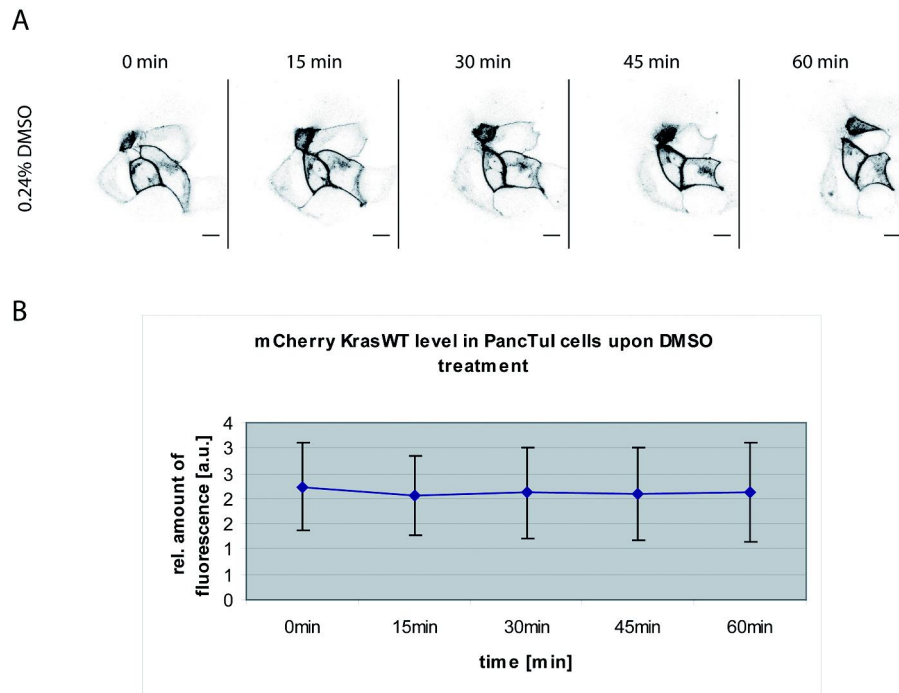 A
0 min 15 min 30 min 45 min 60 min
0.24% DMSO
B
mCherry KrasWT level in PancTuI cells upon DMSO
treatment
rel. amount of
fluorescence [a.u.]
4
3
3
2
2
1
1
0
0min 15min 30min 45min 60min
time [min]